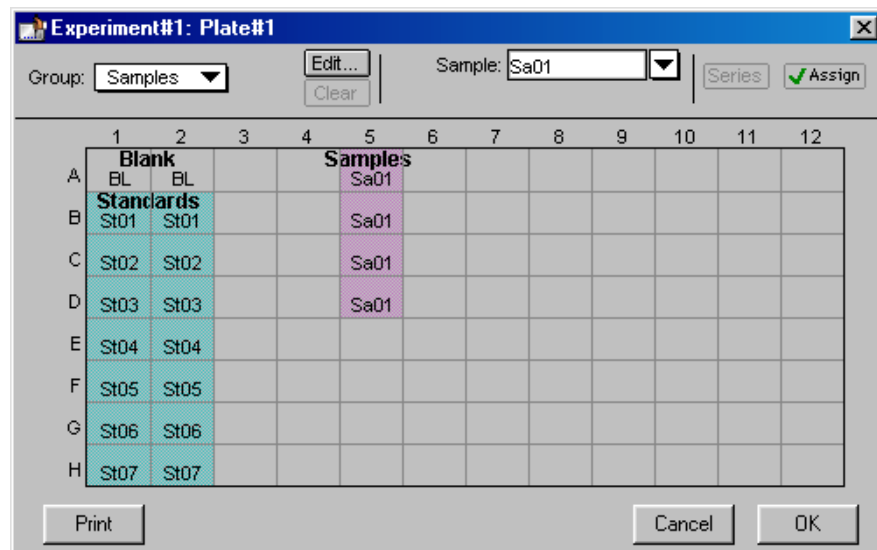 Experiment#1: Plate#1
Group: Samples Edit... Clear Sample: Sa01 Series Assign
1 2 3 4 5 6 7 8 9 10 11 12
Blank Samples
A BL BL Sa01
Standards
B St01 St01 Sa01
C St02 St02 Sa01
D St03 St03 Sa01
E St04 St04
F St05 St05
G St06 St06
H St07 St07
Print Cancel OK